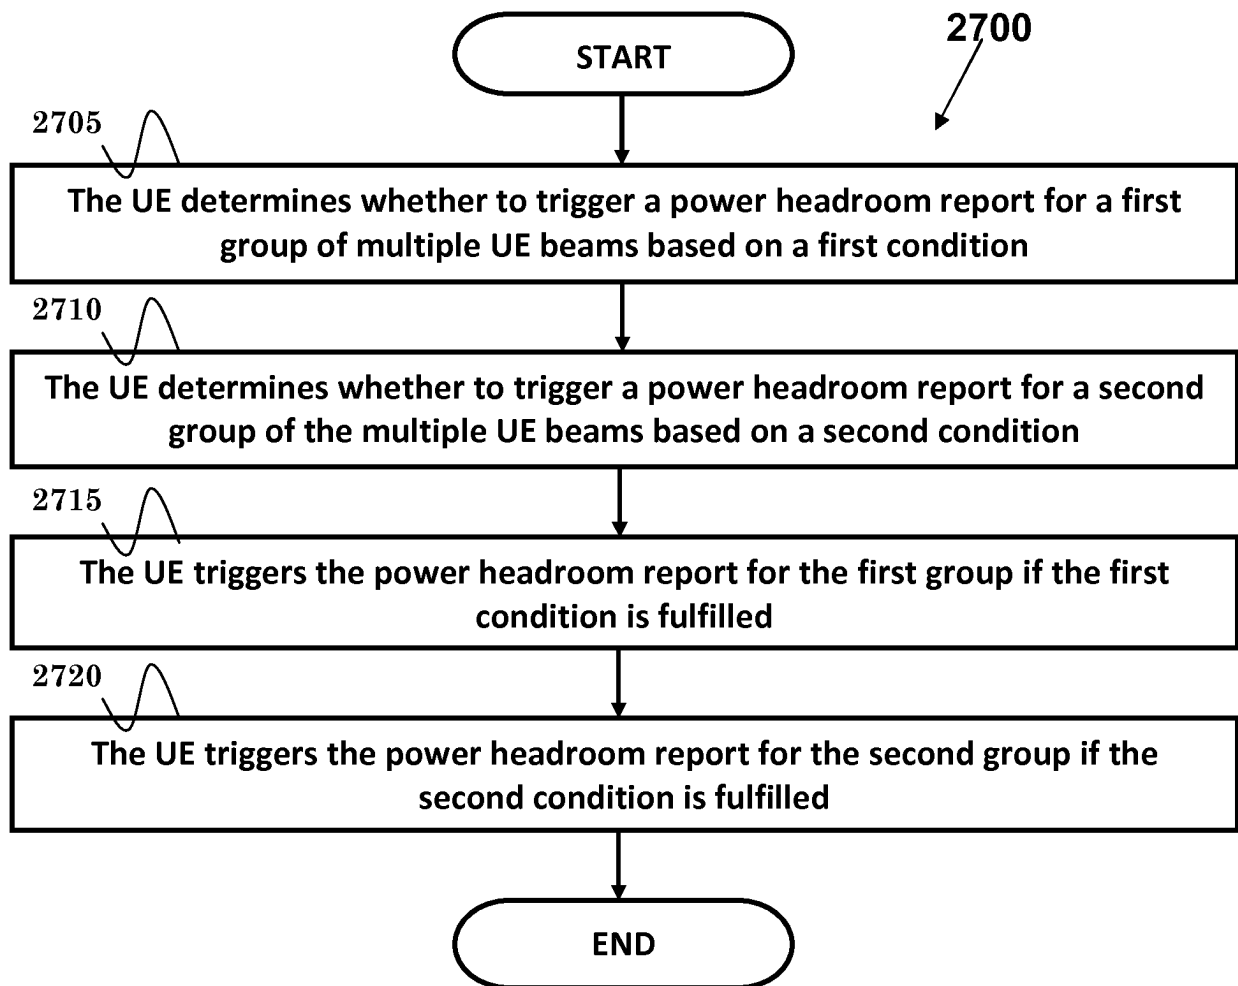 START
2700
2705
The UE determines whether to trigger a power headroom report for a first
group of multiple UE beams based on a first condition
2710
The UE determines whether to trigger a power headroom report for a second
group of the multiple UE beams based on a second condition
2715
The UE triggers the power headroom report for the first group if the first
condition is fulfilled
2720
The UE triggers the power headroom report for the second group if the
second condition is fulfilled
END